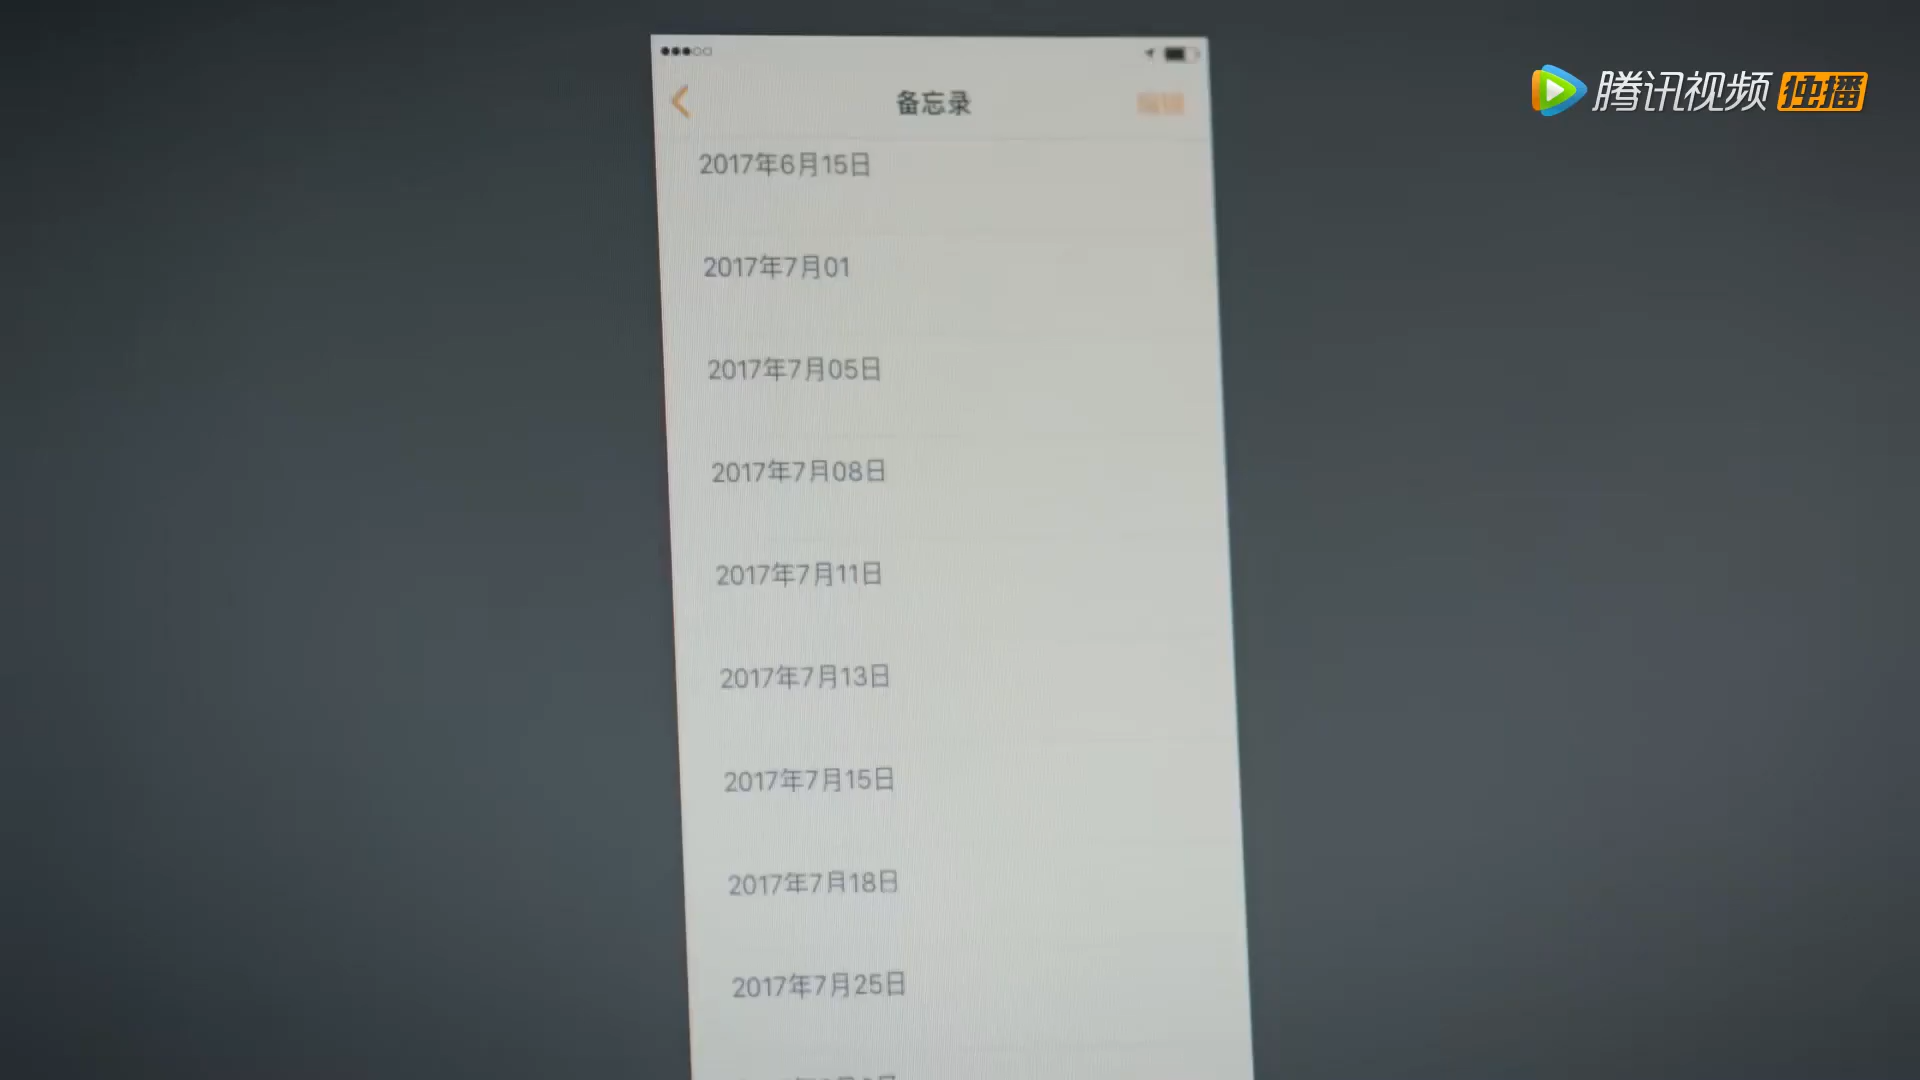 腾讯视频 独播
备忘录 编辑
2017年6月15日
2017年7月01
2017年7月05日
2017年7月08日
2017年7月11日
2017年7月13日
2017年7月15日
2017年7月18日
2017年7月25日